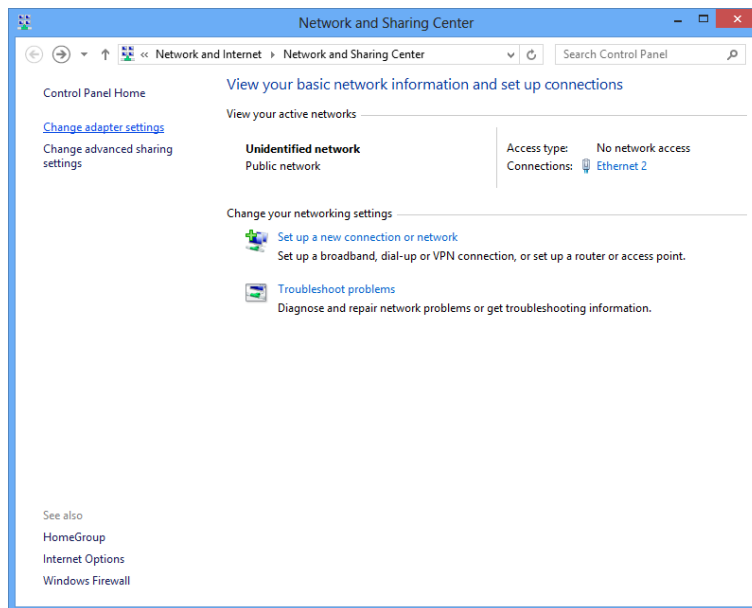 Network and Sharing Center
« Network and Internet Network and Sharing Center
Search Control Panel
Control Panel Home
Change adapter settings
Change advanced sharing
settings
View your basic network information and set up connections
View your active networks
Unidentified network
Public network
Access type: No network access
Connections: Ethernet 2
Change your networking settings
Set up a new connection or network
Set up a broadband, dial-up or VPN connection, or set up a router or access point.
Troubleshoot problems
Diagnose and repair network problems or get troubleshooting information.
See also
HomeGroup
Internet Options
Windows Firewall